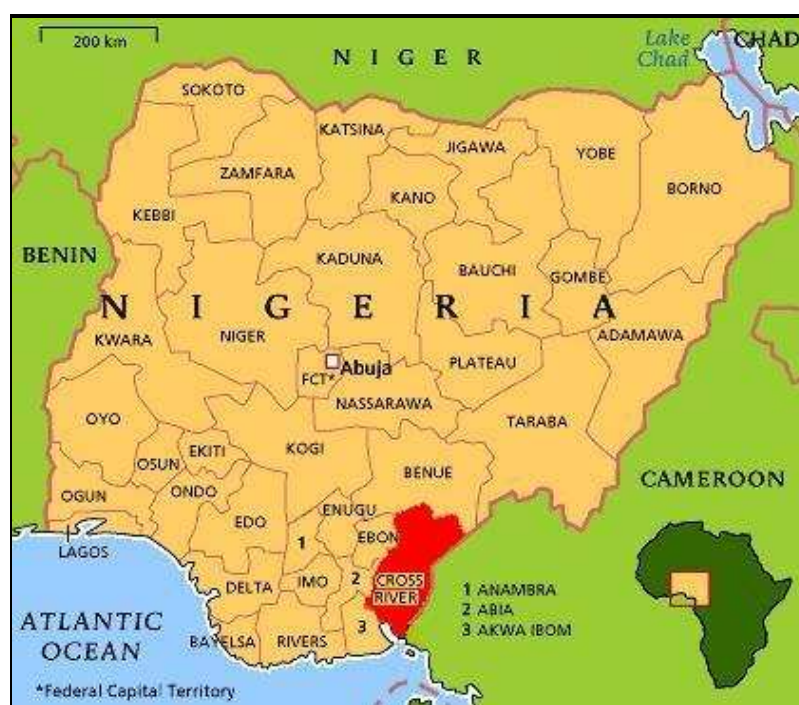 200 km
NIGER
Lake
Chad
CHAD
SOKOTO
KATSINA
JIGAWA
YOBE
BORNO
ZAMFARA
KANO
KEBBI
BENIN
KADUNA
BAUCHI
GOMBE
NIGERIA
KWARA
NIGER
ADAMAWA
Abuja
FCT*
PLATEAU
NASSARAWA
OYO
TARABA
EKITI
KOGI
OSUN
BENUE
CAMEROON
OGUN
ONDO
ENUGU
EDO
EBON
1
LAGOS
DELTA
IMO
2
CROSS
RIVER
1 ANAMBRA
2 ABIA
3 AKWA IBOM
ATLANTIC
OCEAN
BAYELSA
RIVERS
3
*Federal Capital Territory